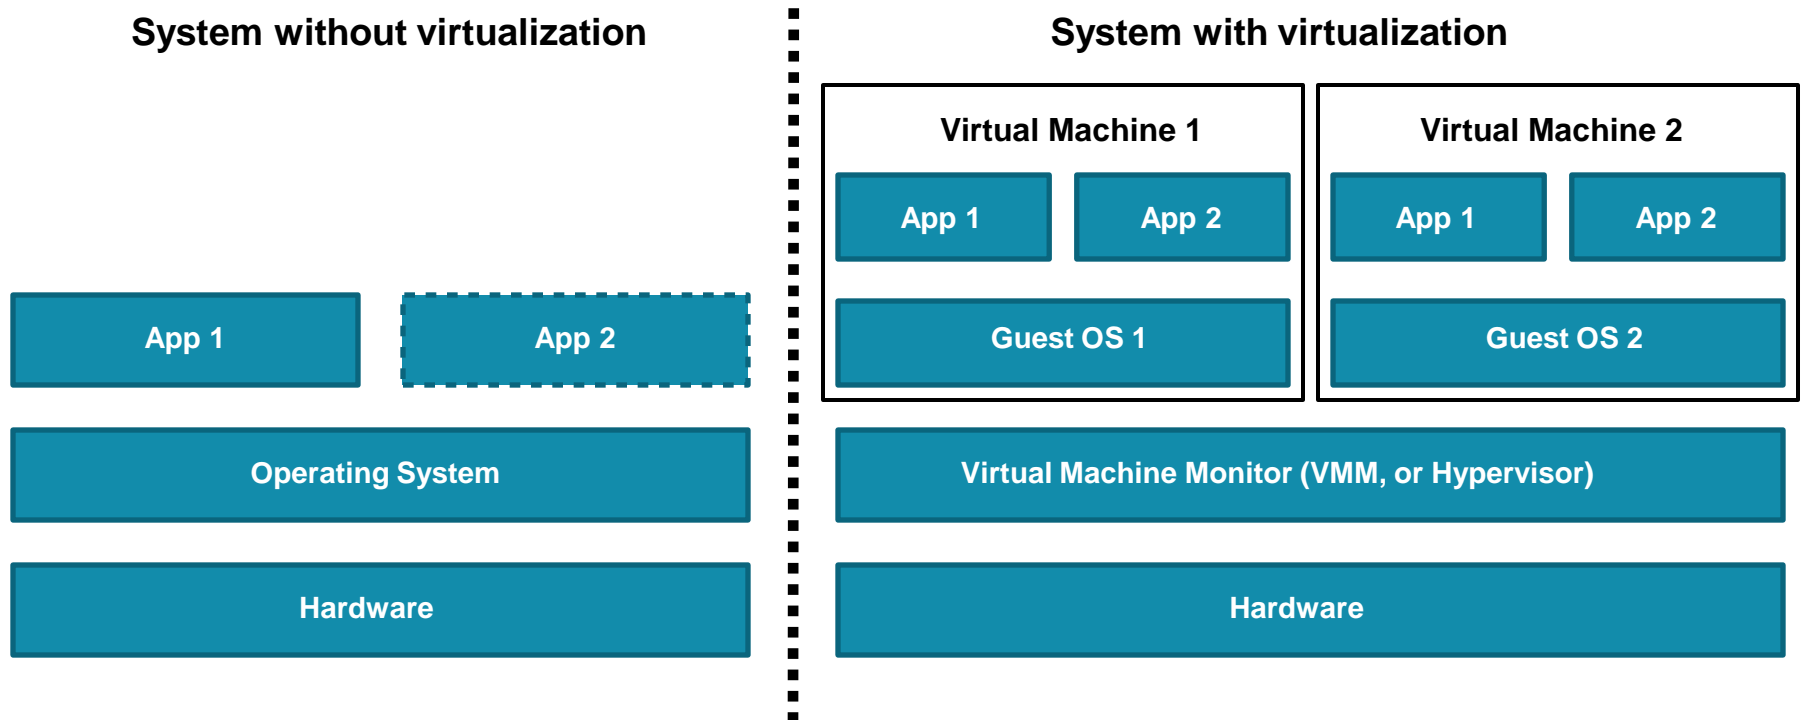 System without virtualization
App 1
App 2
Operating System
Hardware
System with virtualization
Virtual Machine 1
App 1
App 2
Guest OS 1
Virtual Machine 2
App 1
App 2
Guest OS 2
Virtual Machine Monitor (VMM, or Hypervisor)
Hardware